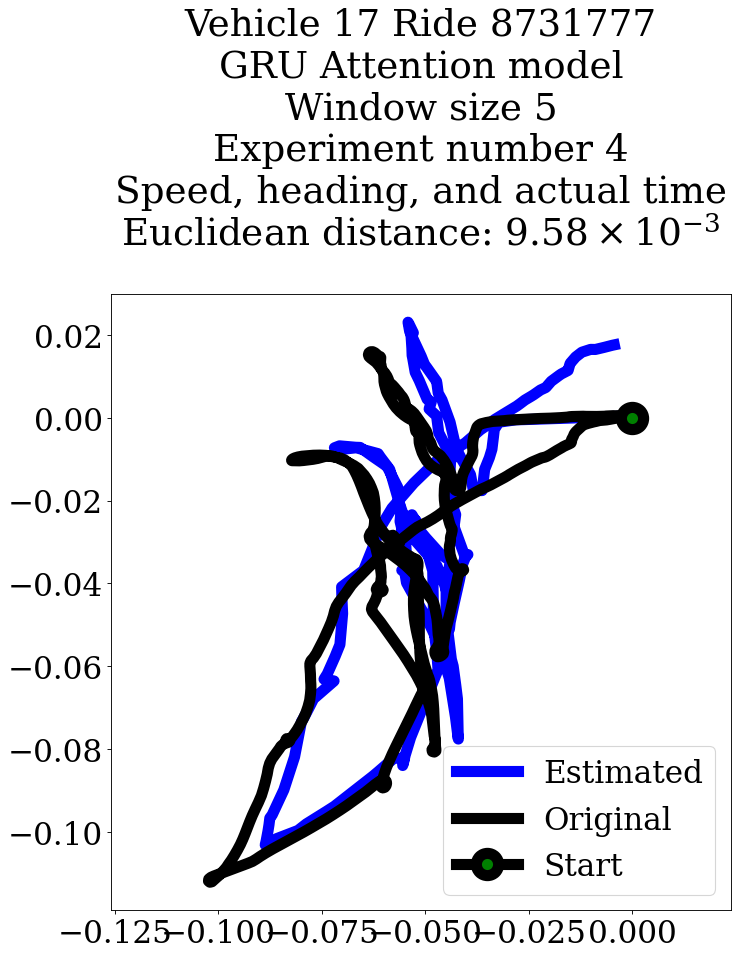 Vehicle 17 Ride 8731777
GRU Attention model
Window size 5
Experiment number 4
Speed, heading, and actual time
Euclidean distance: 9.58 × 10⁻³
0.02
0.00
−0.02
−0.04
−0.06
−0.08
−0.10
Estimated
Original
Start
−0.125 −0.100 −0.075 −0.050 −0.025 0.000